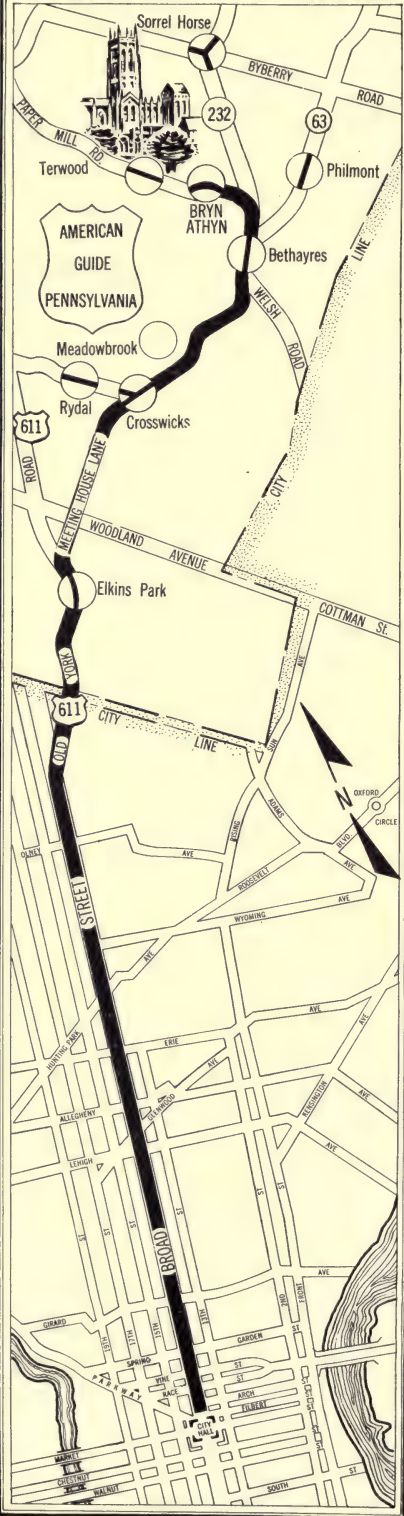 Sorrel Horse
BYBERRY
ROAD
PAPER MILL RD.
232
63
Terwood
Philmont
BRYN
ATHYN
AMERICAN
GUIDE
PENNSYLVANIA
Bethayres
LINE
WELSH
ROAD
Meadowbrook
Rydal
Crosswicks
611
ROAD
MEETING HOUSE LANE
CITY
WOODLAND
AVENUE
Elkins Park
COTTMAN St.
AVE
YORK
611
CITY
LINE
OLD
SUN
N
OXFORD
CIRCLE
ADAMS
RISING
BLVD.
OLNEY
AVE
AVE
ROOSEVELT
STREET
WYOMING
AVE
AVE
HUNTING PARK
ERIE
AVE
AVE
AVE
GLENWOOD
KENSINGTON
AVE
ALLEGHENY
AVE
LEHIGH
ST
ST
ST
ST
ST
ST
BROAD
AVE
2ND
FRONT
GIRARD
19TH
17TH
15TH
13TH
ST
GARDEN
SPRING
ST
PARKWAY
VINE
ST
RACE
ARCH
FILBERT
CITY
HALL
MARKET
CHESTNUT
WALNUT
SOUTH
ST